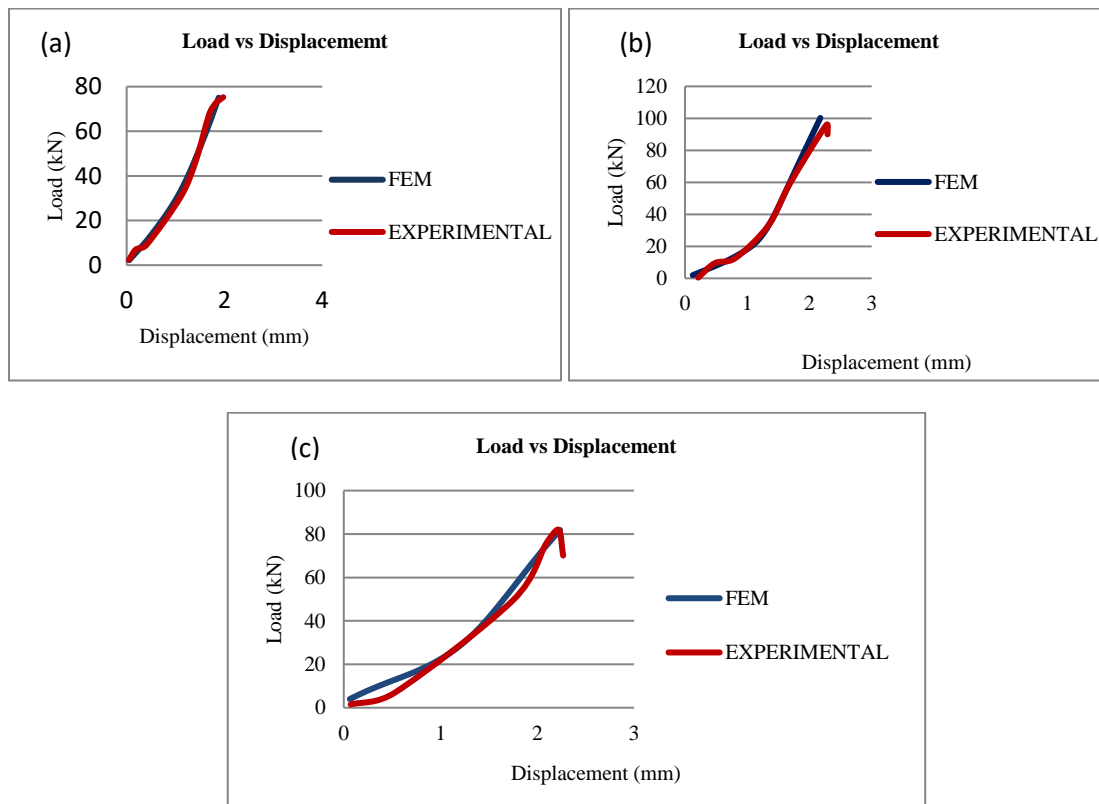 (a)
Load vs Displacememt
80
60
40
20
0
Load (kN)
0 2 4
Displacement (mm)
FEM
EXPERIMENTAL
(b)
Load vs Displacement
120
100
80
60
40
20
0
Load (kN)
0 1 2 3
Displacement (mm)
FEM
EXPERIMENTAL
(c)
Load vs Displacement
100
80
60
40
20
0
Load (kN)
0 1 2 3
Displacement (mm)
FEM
EXPERIMENTAL